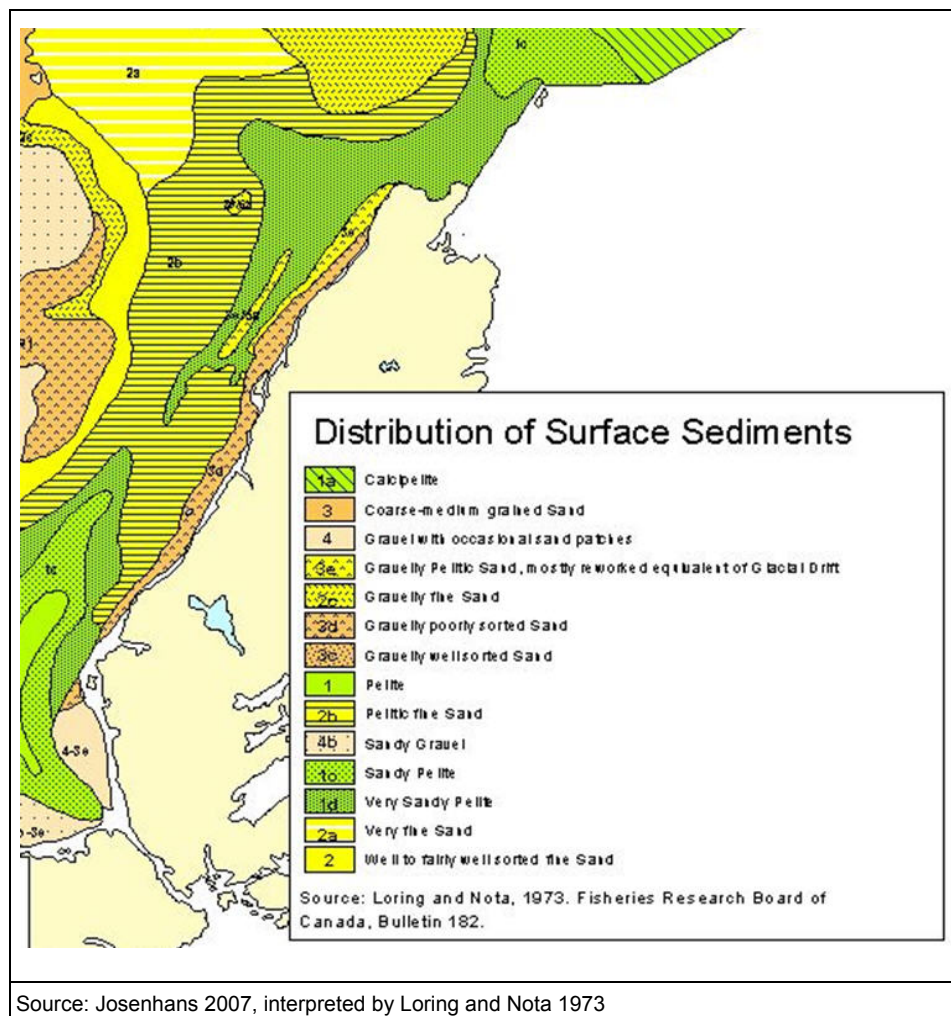 1c
2a
3e
2b
3d
1c
4-3e
Distribution of Surface Sediments
1a Calcipelite
3 Coarse-medium grained Sand
4 Gravel with occasional sand patches
3e Gravelly Pelitic Sand, mostly reworked equivalent of Glacial Drift
2c Gravelly fine Sand
3d Gravelly poorly sorted Sand
3c Gravelly well sorted Sand
1 Pelite
2b Pelitic fine Sand
4b Sandy Gravel
1c Sandy Pelite
1d Very Sandy Pelite
2a Very fine Sand
2 Well to fairly well sorted fine Sand
Source: Loring and Nota, 1973. Fisheries Research Board of
Canada, Bulletin 182.
Source: Josenhans 2007, interpreted by Loring and Nota 1973